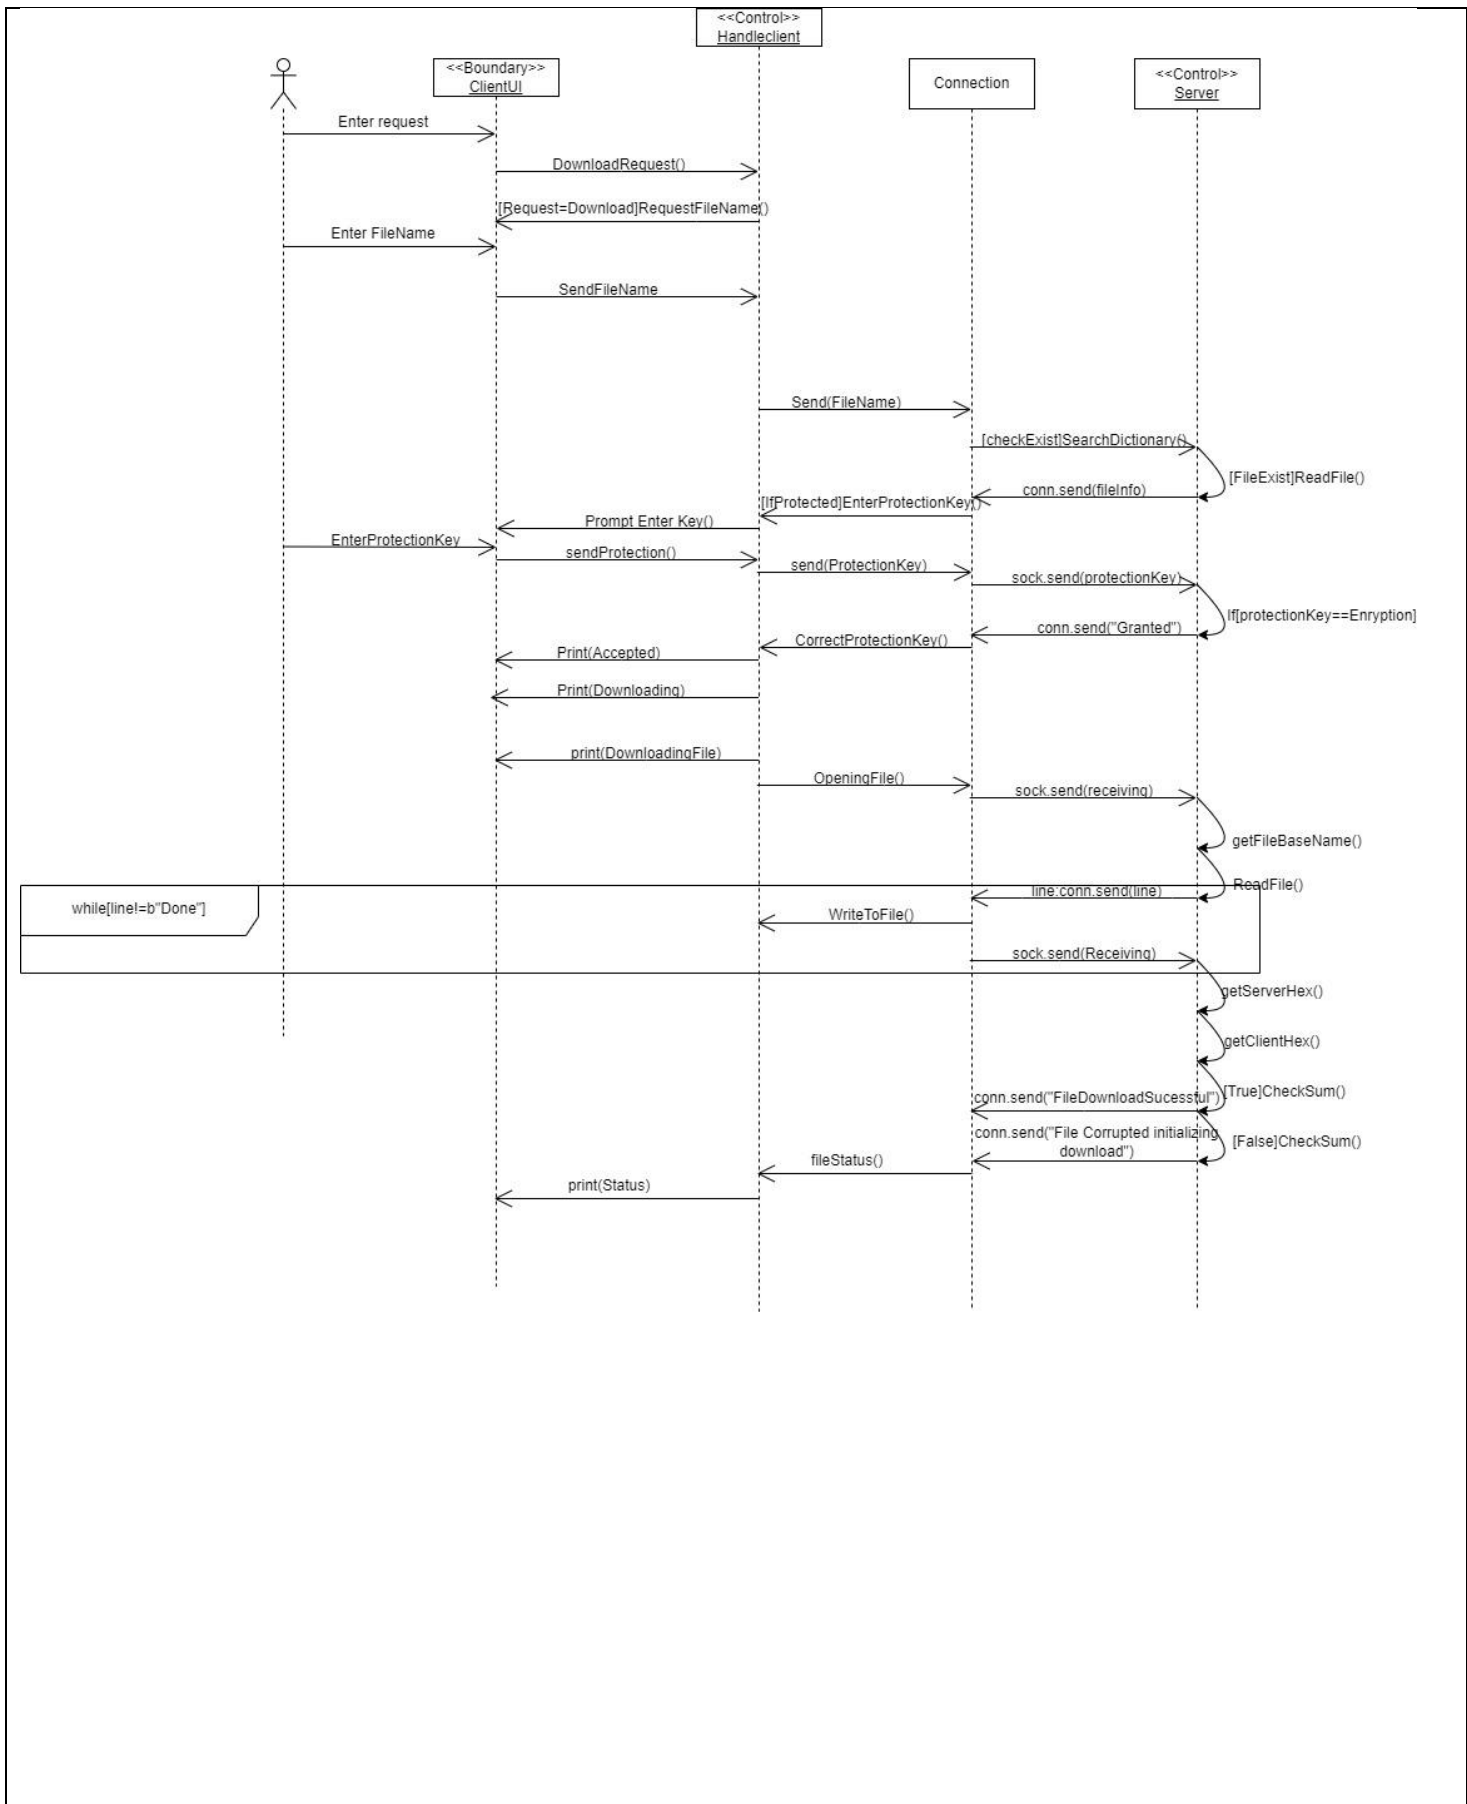 <<Control>>
Handleclient
<<Boundary>>
ClientUI
Connection
<<Control>>
Server
Enter request
DownloadRequest()
[Request=Download]RequestFileName()
Enter FileName
SendFileName
Send(FileName)
[checkExist]SearchDictionary()
[FileExist]ReadFile()
conn.send(fileInfo)
[IfProtected]EnterProtectionKey()
Prompt Enter Key()
EnterProtectionKey
sendProtection()
send(ProtectionKey)
sock.send(protectionKey)
If[protectionKey==Enryption]
conn.send("Granted")
CorrectProtectionKey()
Print(Accepted)
Print(Downloading)
print(DownloadingFile)
OpeningFile()
sock.send(receiving)
getFileBaseName()
ReadFile()
line:conn.send(line)
while[line!=b"Done"]
WriteToFile()
sock.send(Receiving)
getServerHex()
getClientHex()
[True]CheckSum()
conn.send("FileDownloadSucessful")
conn.send("File Corrupted initializing
download")
[False]CheckSum()
fileStatus()
print(Status)